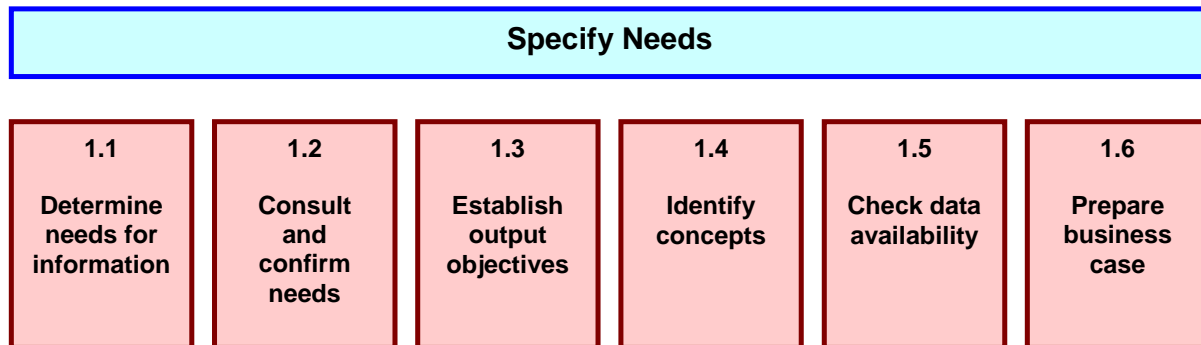 Specify Needs
1.1
Determine
needs for
information
1.2
Consult
and
confirm
needs
1.3
Establish
output
objectives
1.4
Identify
concepts
1.5
Check data
availability
1.6
Prepare
business
case